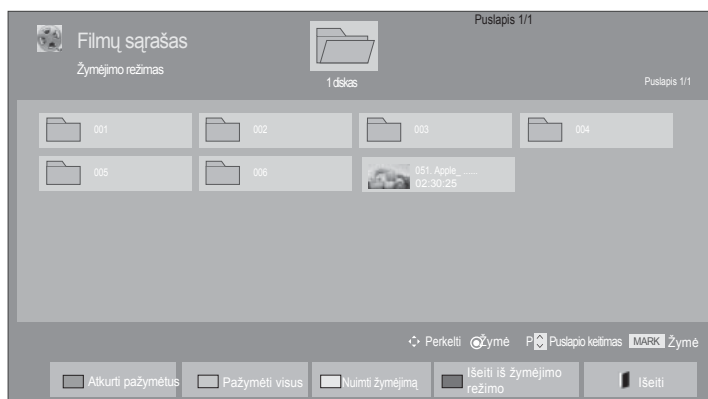 Puslapis 1/1
Filmų sąrašas
Žymėjimo režimas
1 diskas
Puslapis 1/1
001
002
003
004
005
006
051. Apple_ ......
02:30:25
Perkelti
Žymė
P Puslapio keitimas
MARK Žymė
Atkurti pažymėtus
Pažymėti visus
Nuimti žymėjimą
Išeiti iš žymėjimo
režimo
Išeiti